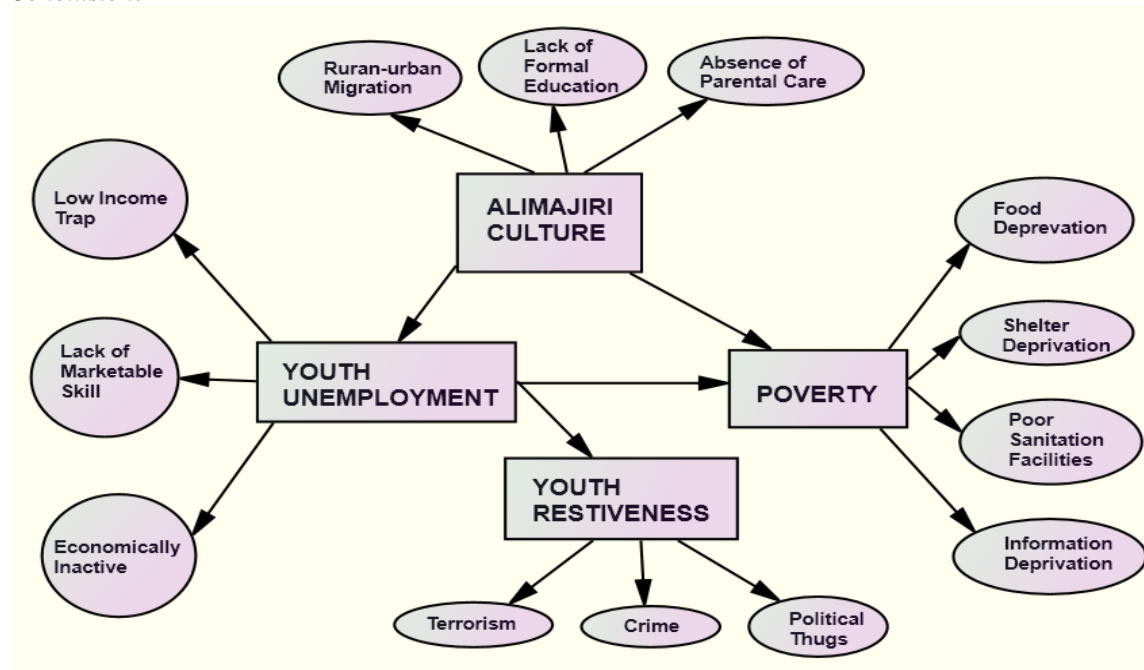 Ruran-urban
Migration
Lack of
Formal
Education
Absence of
Parental Care
ALIMAJIRI
CULTURE
Low Income
Trap
Food
Deprevation
Lack of
Marketable
Skill
YOUTH
UNEMPLOYMENT
Shelter
Deprivation
POVERTY
Poor
Sanitation
Facilities
YOUTH
RESTIVENESS
Economically
Inactive
Information
Deprivation
Terrorism
Crime
Political
Thugs